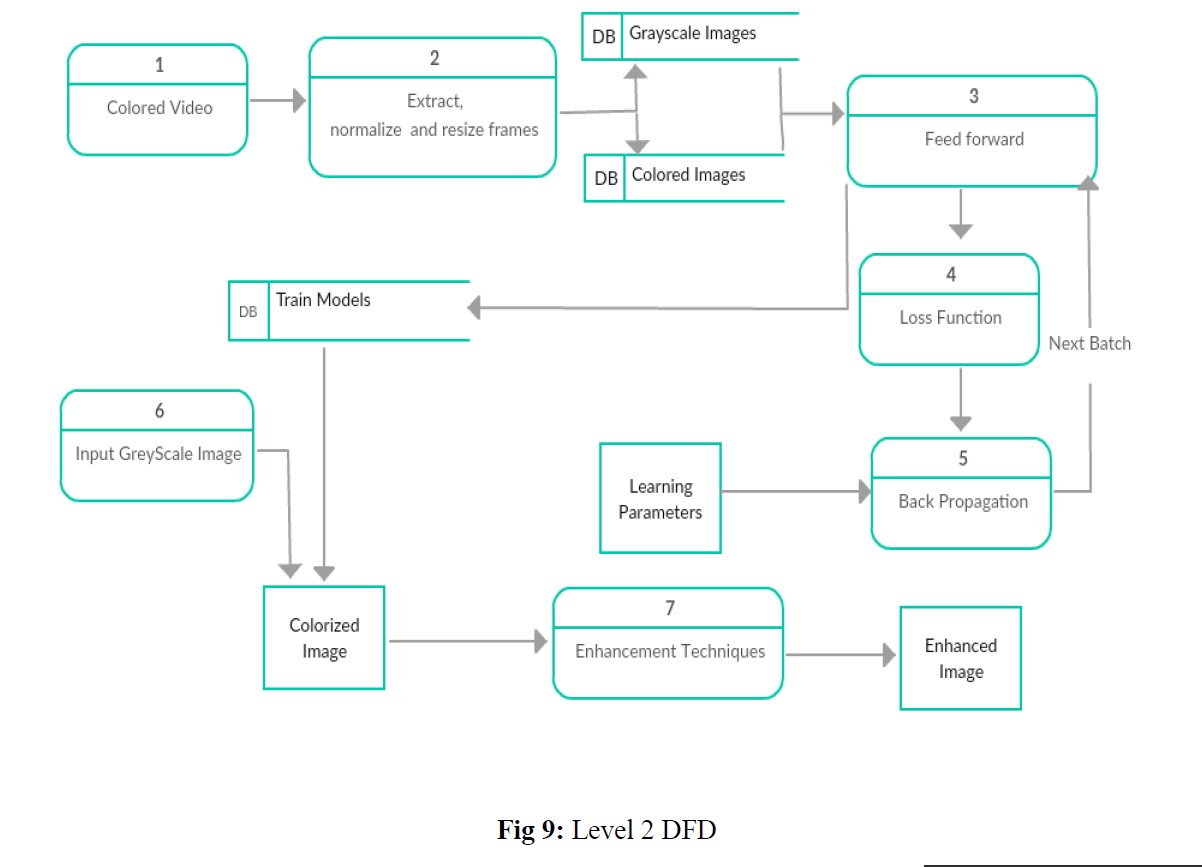 1
Colored Video
2
Extract,
normalize and resize frames
DB Grayscale Images
DB Colored Images
3
Feed forward
4
Loss Function
Next Batch
DB Train Models
6
Input GreyScale Image
Learning
Parameters
5
Back Propagation
Colorized
Image
7
Enhancement Techniques
Enhanced
Image
Fig 9: Level 2 DFD